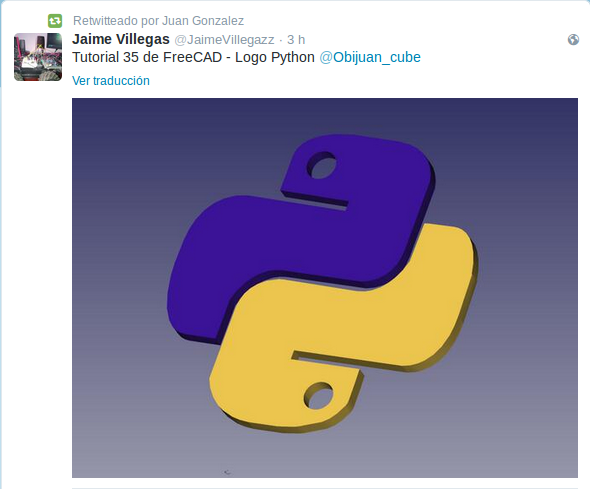 Retwitteado por Juan Gonzalez
Jaime Villegas @JaimeVillegazz · 3 h
Tutorial 35 de FreeCAD - Logo Python @Obijuan_cube
Ver traducción